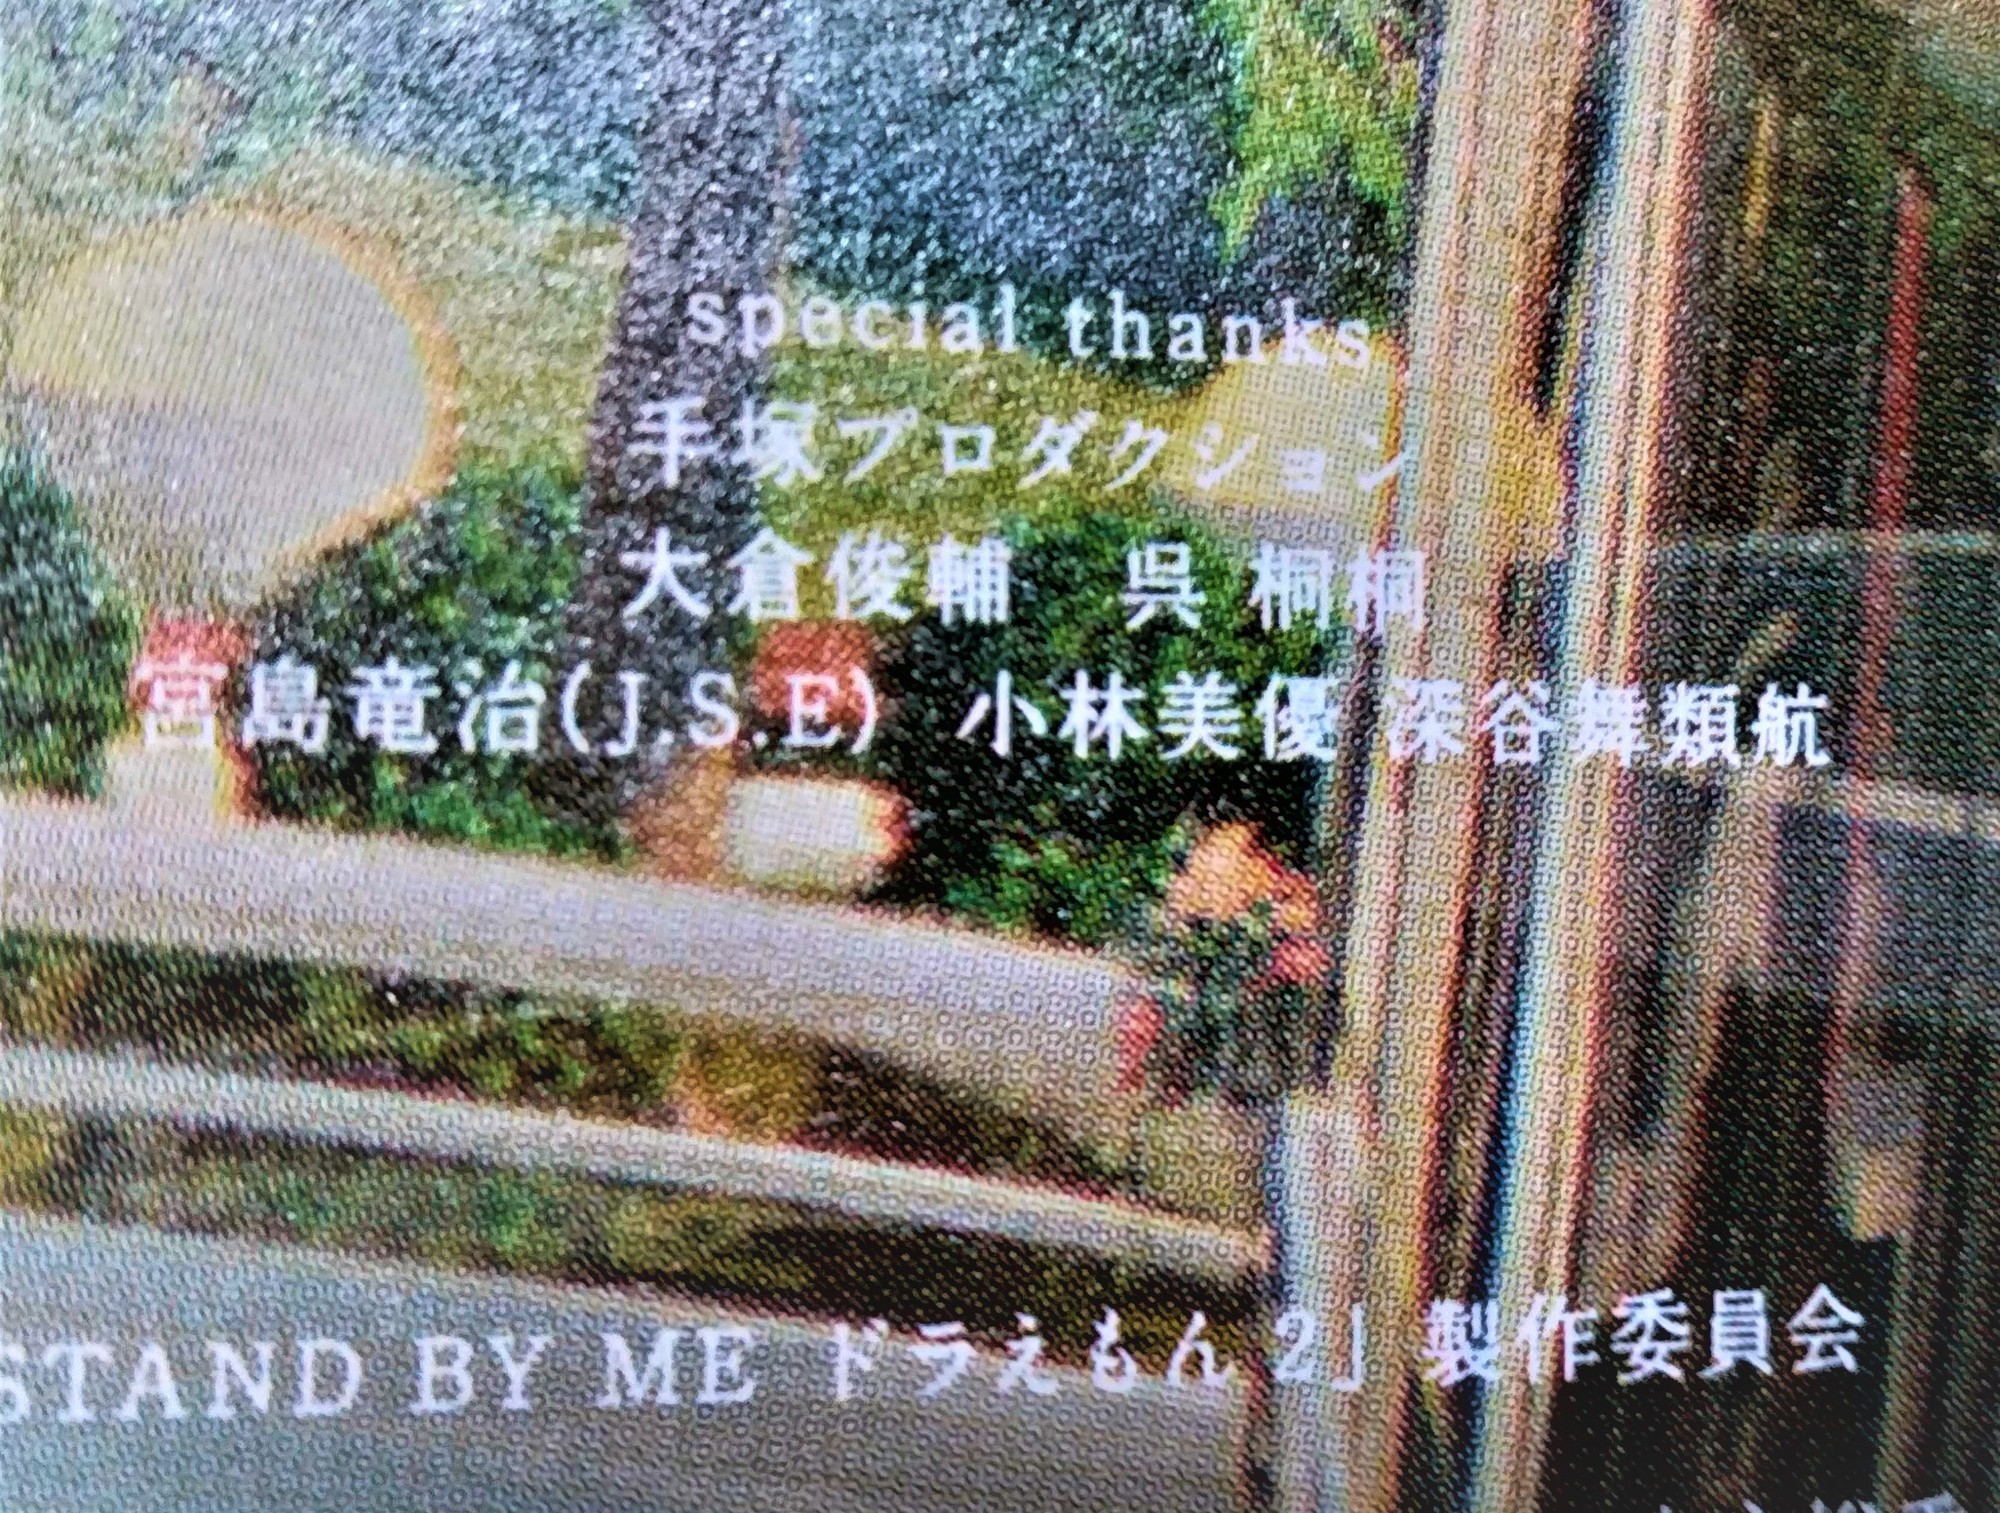 special thanks
手塚プロダクション
大倉俊輔 呉 桐桐
宮島竜治(J.S.E) 小林美優 深谷舞 類航
STAND BY ME ドラえもん 2」製作委員会